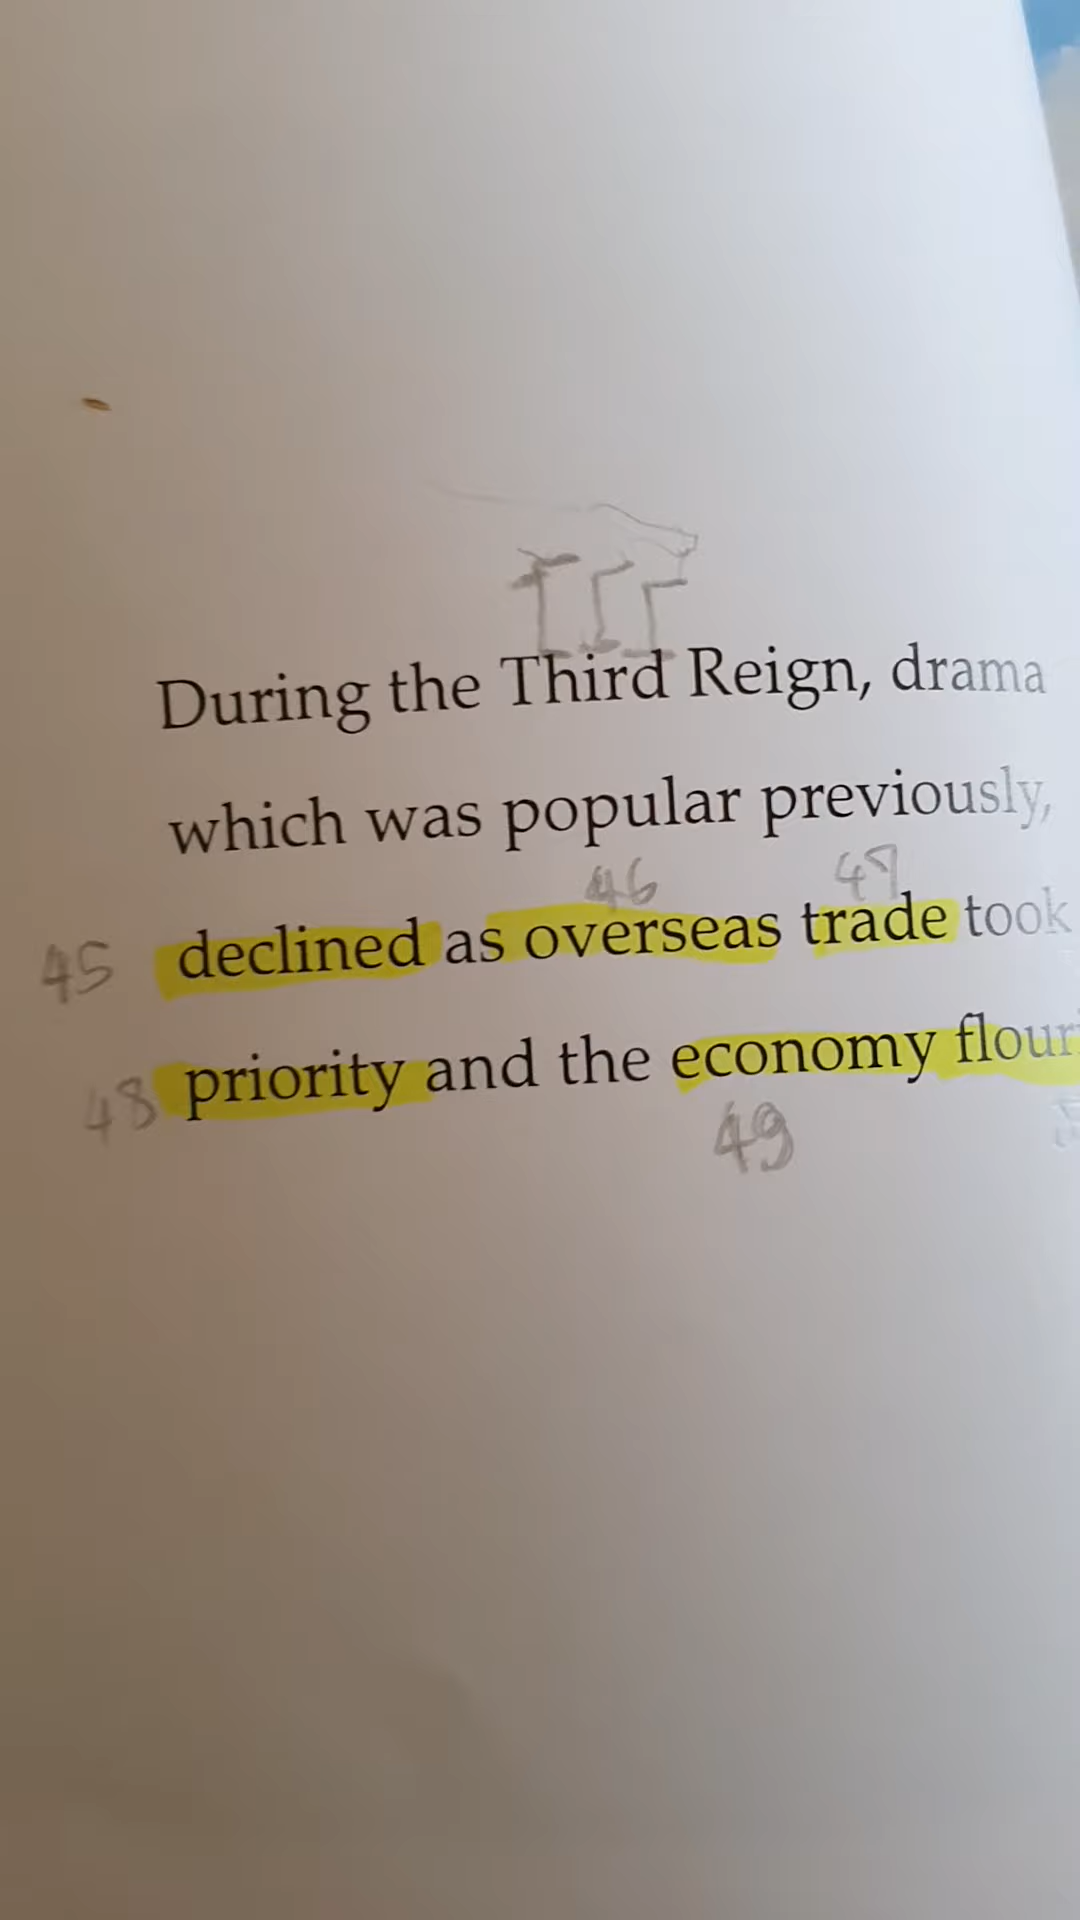 III
During the Third Reign, drama
which was popular previously,
46 47
45 declined as overseas trade took
48 priority and the economy flour
49